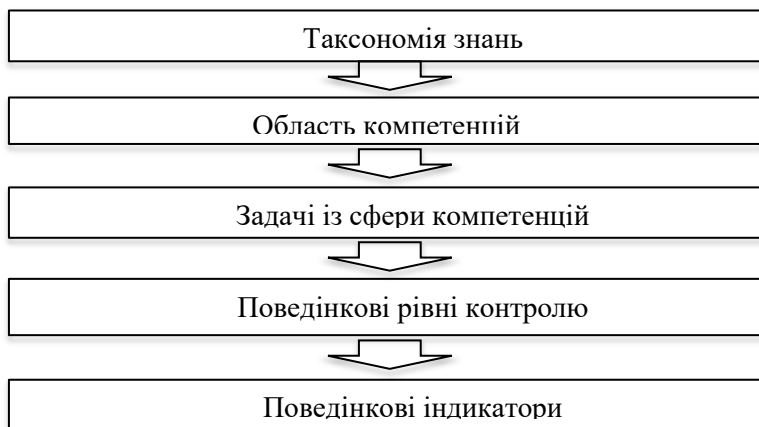 Таксономія знань
Область компетенцій
Задачі із сфери компетенцій
Поведінкові рівні контролю
Поведінкові індикатори